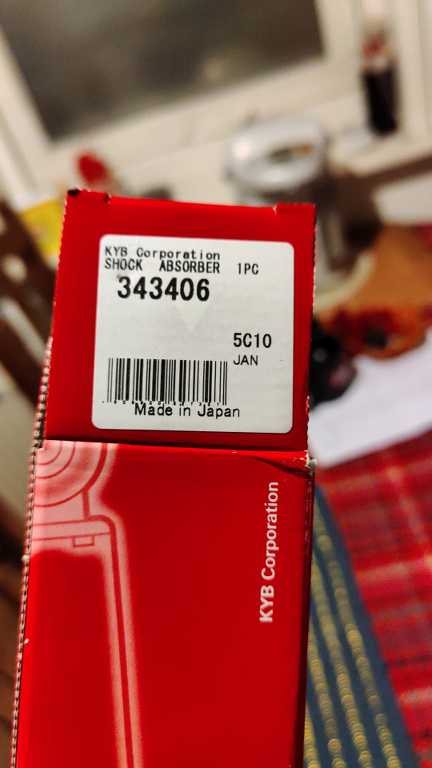 KYB Corporation
SHOCK ABSORBER 1PC
343406
5C10
JAN
Made in Japan
KYB Corporation